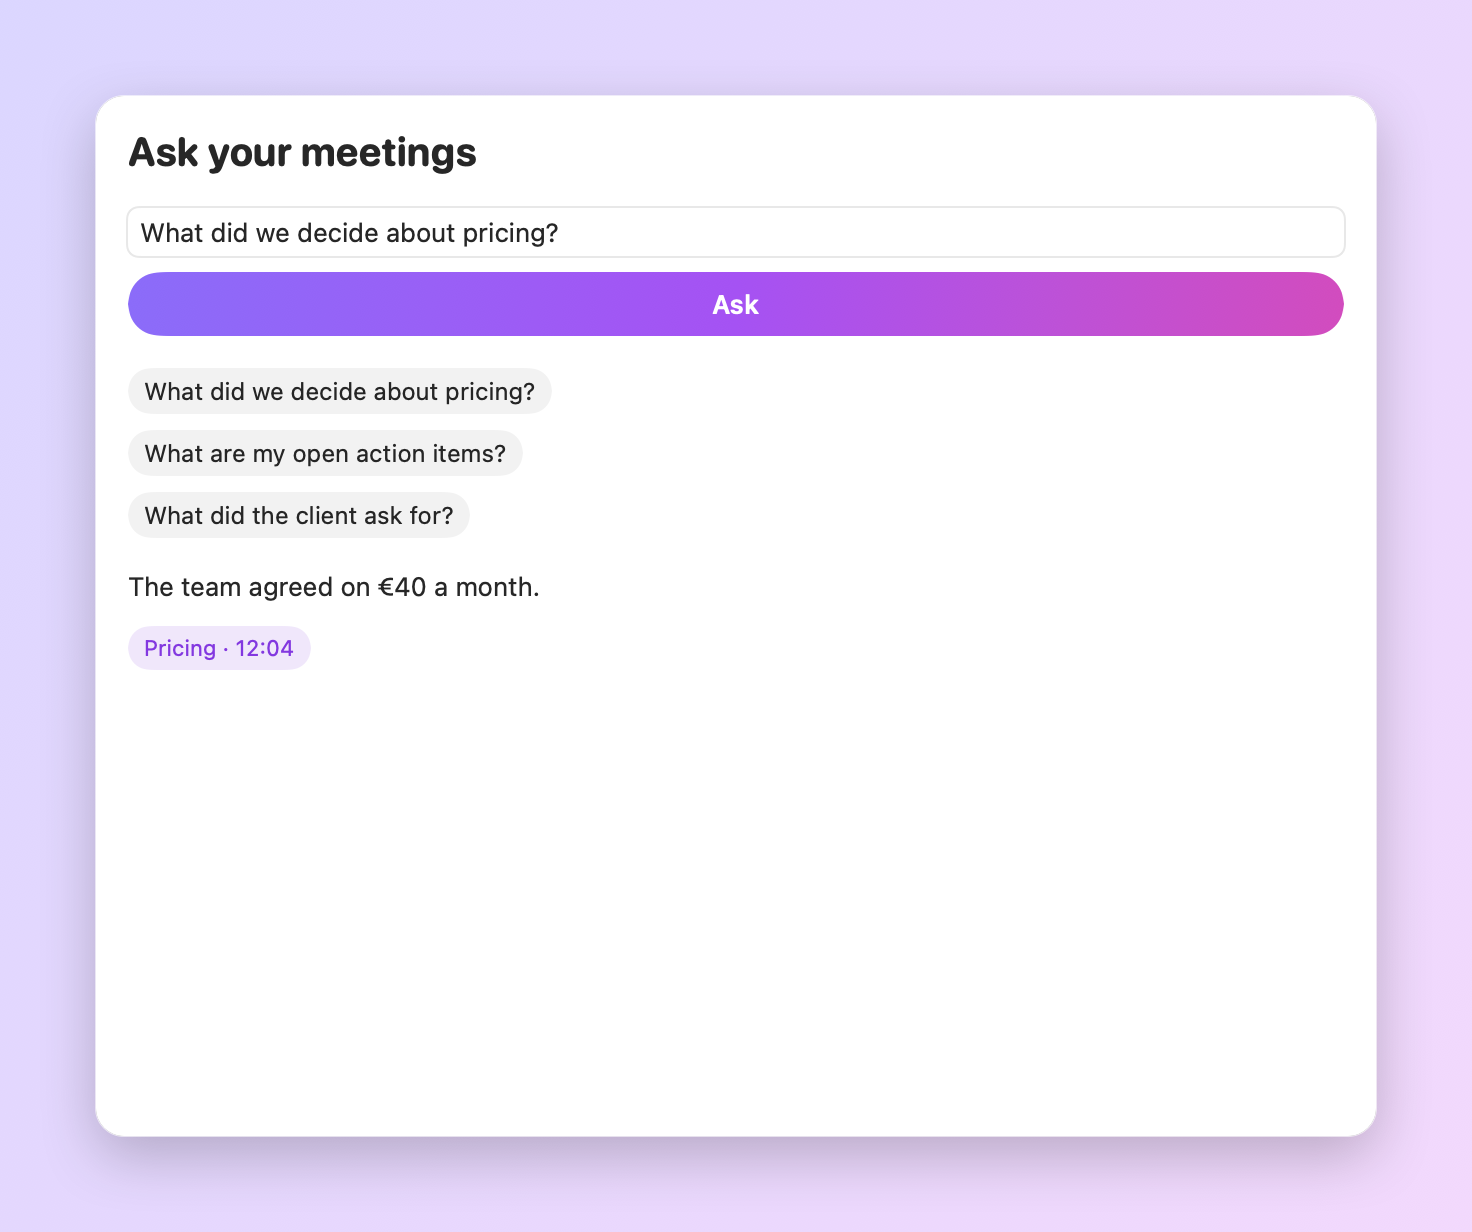 Ask your meetings
What did we decide about pricing?
Ask
What did we decide about pricing?
What are my open action items?
What did the client ask for?
The team agreed on €40 a month.
Pricing · 12:04